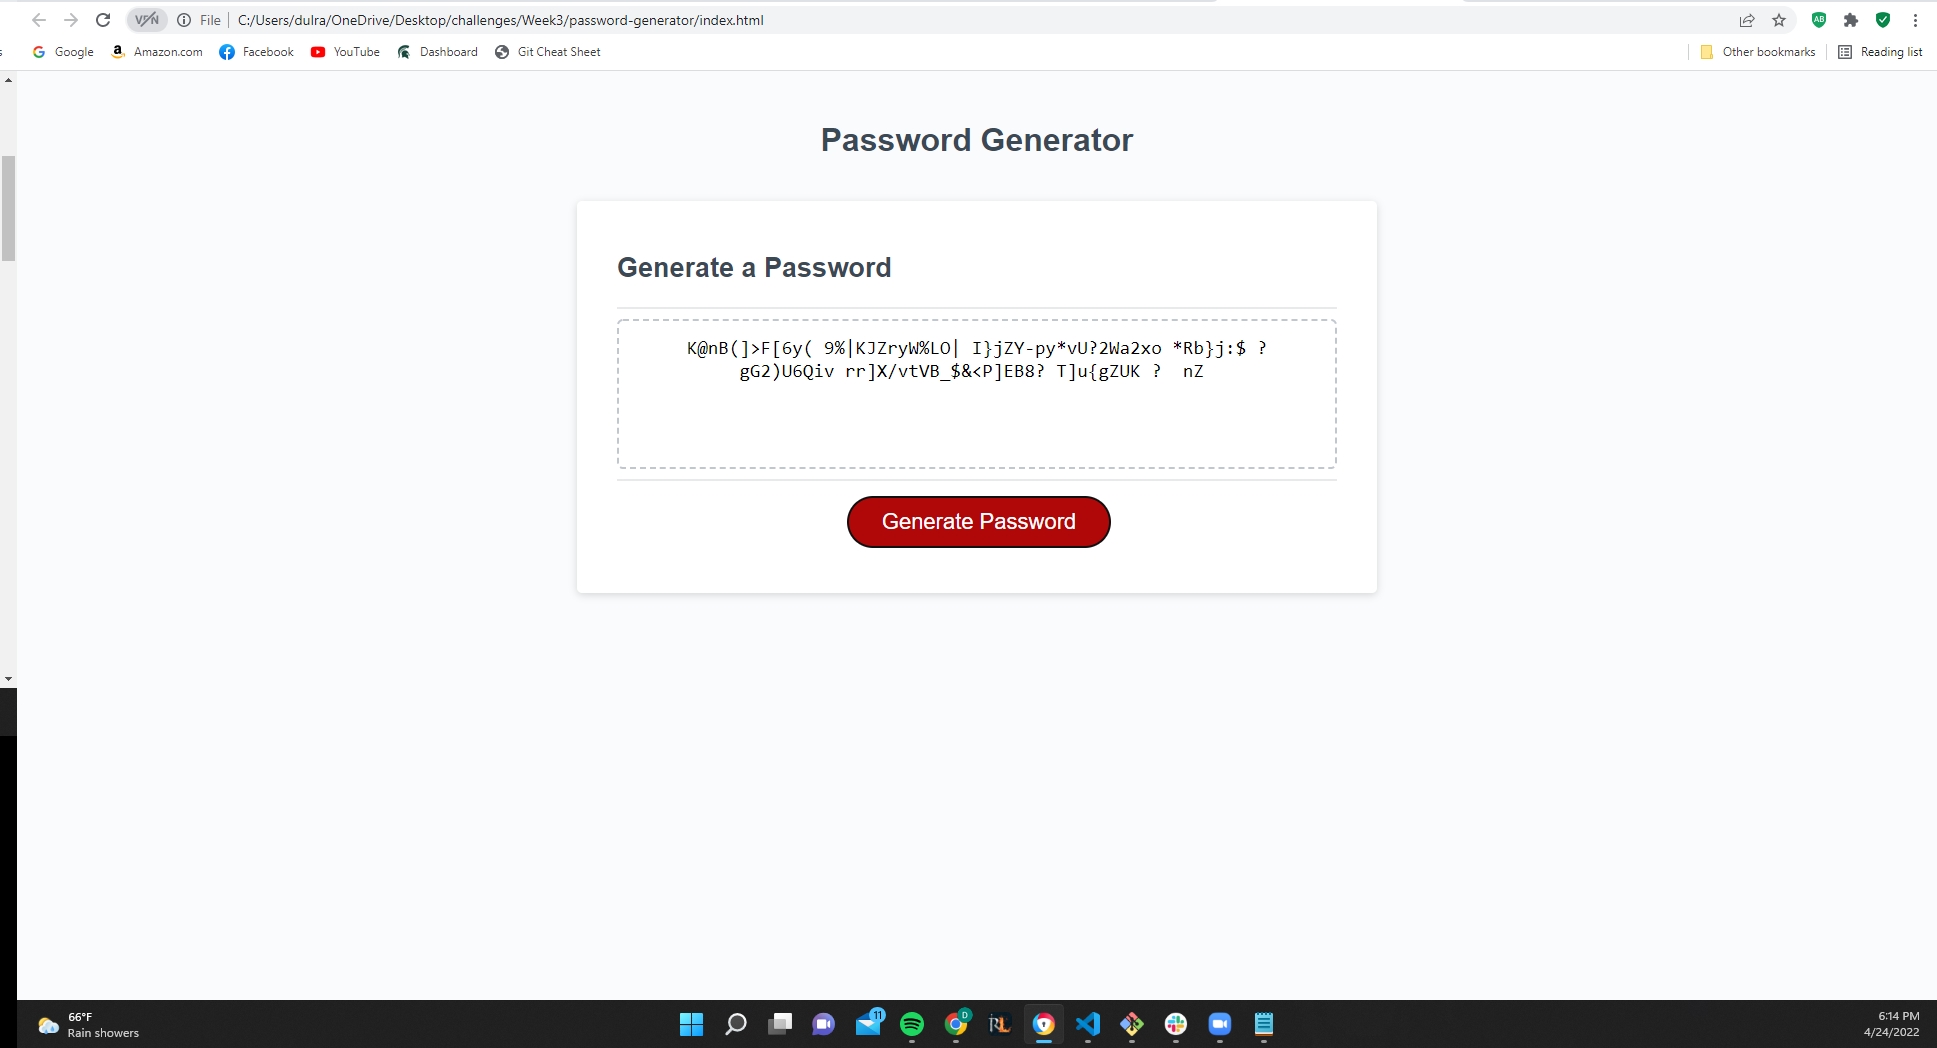 VPN File C:/Users/dulra/OneDrive/Desktop/challenges/Week3/password-generator/index.html AB
s Google Amazon.com Facebook YouTube Dashboard Git Cheat Sheet Other bookmarks Reading list
Password Generator
Generate a Password
K@nB(]>F[6y( 9%|KJZryW%LO| I}jZY-py*vU?2Wa2xo *Rb}j:$ ?
gG2)U6Qiv rr]X/vtVB_$&<P]EB8? T]u{gZUK ?  nZ
Generate Password
66°F
Rain showers
11
D
RL
6:14 PM
4/24/2022